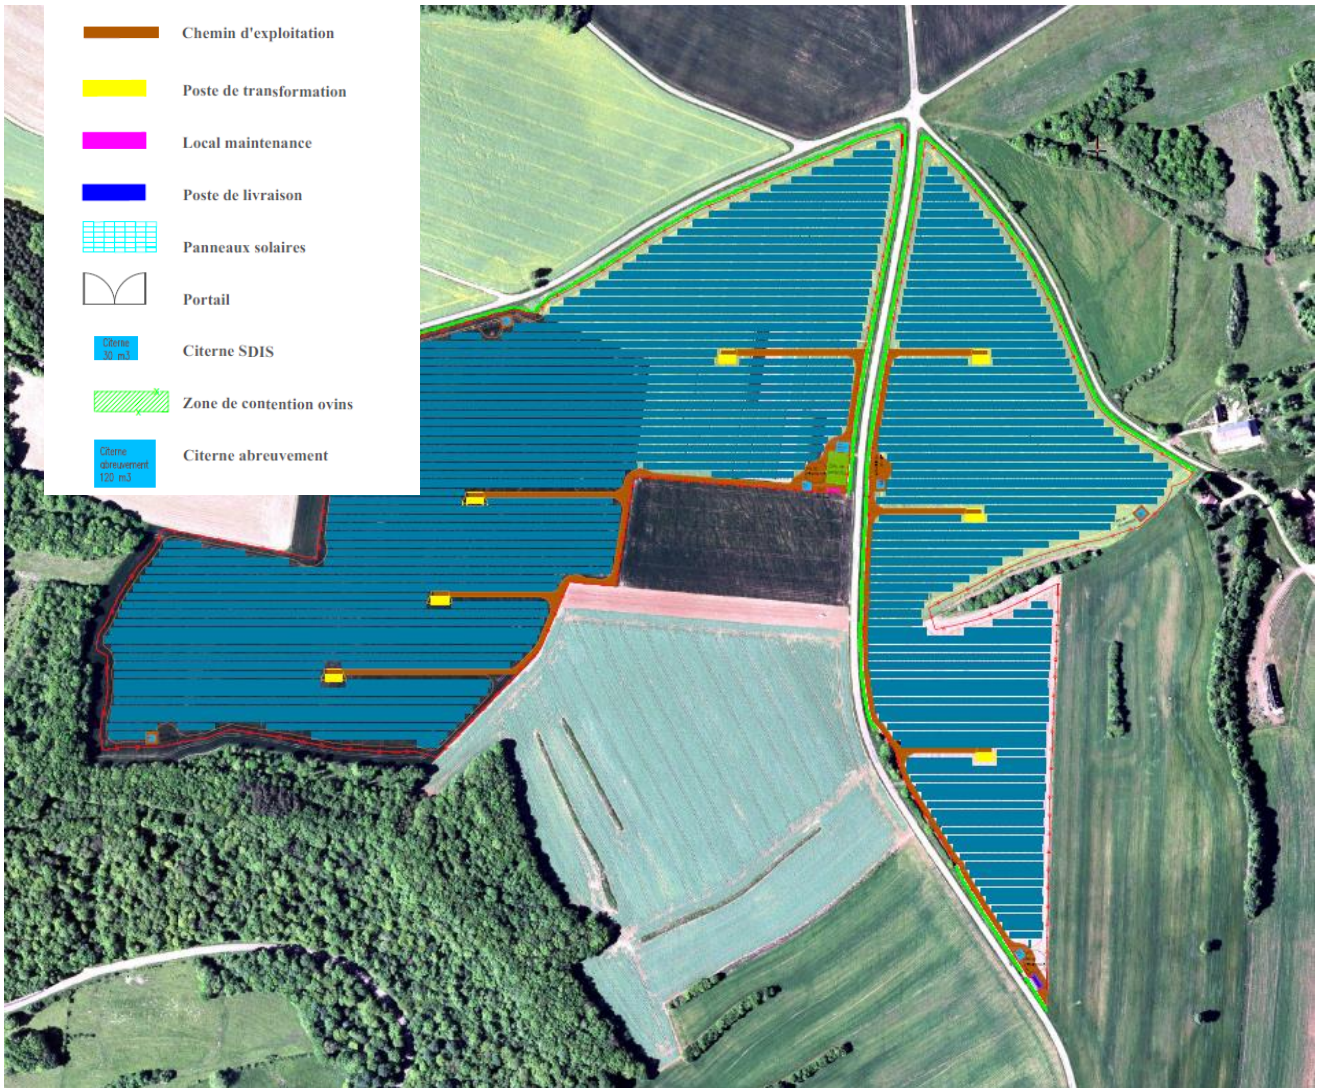 Chemin d'exploitation
Poste de transformation
Local maintenance
Poste de livraison
Panneaux solaires
Portail
Citerne
30 m3
Citerne SDIS
Zone de contention ovins
Citerne
abreuvement
120 m3
Citerne abreuvement